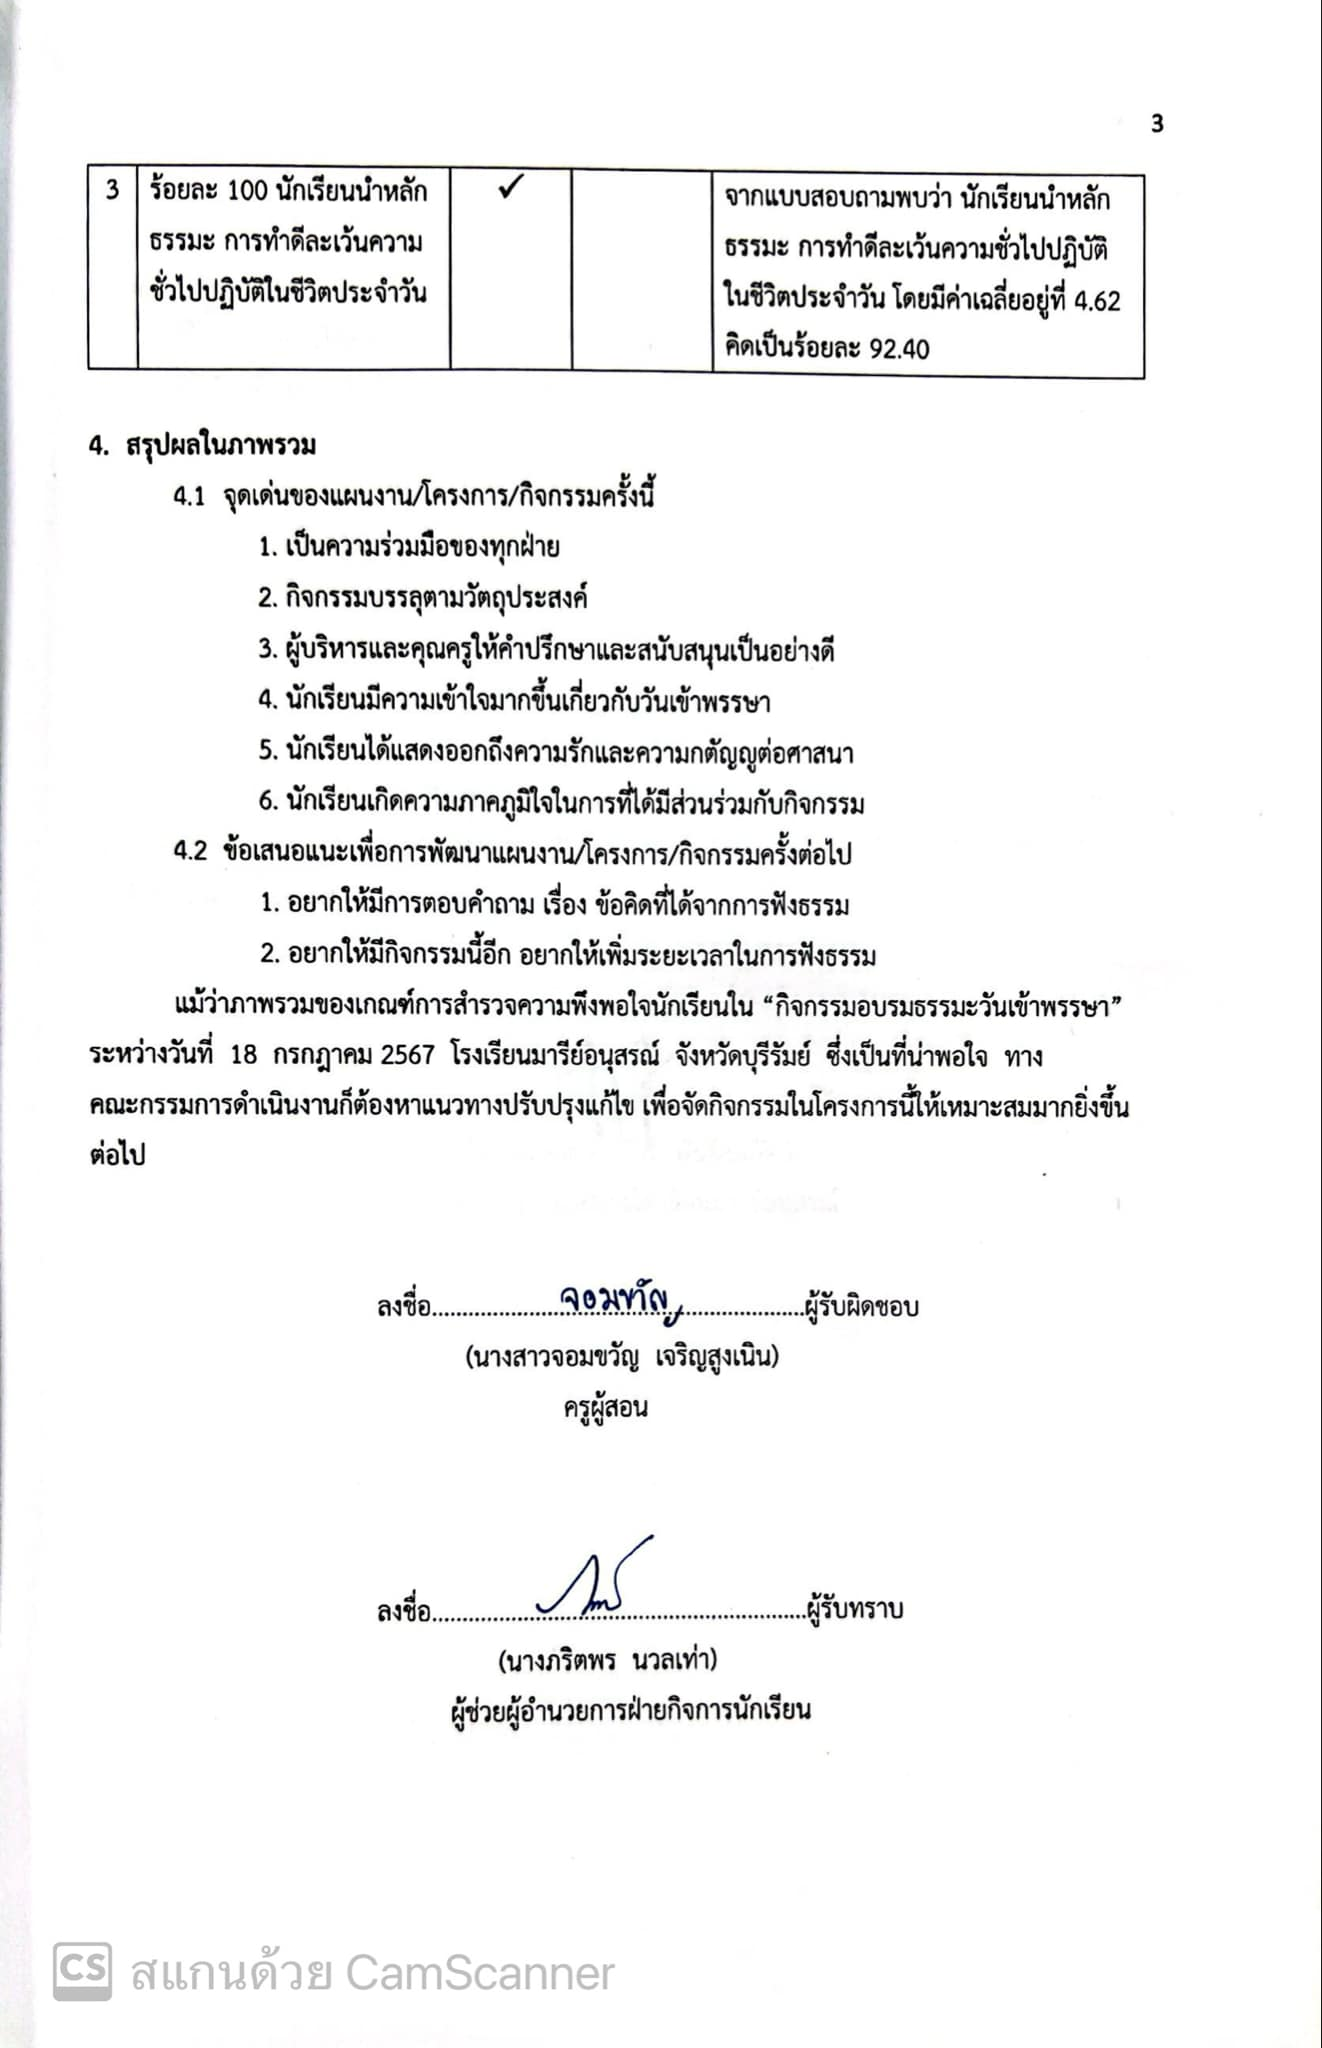 3
3 ร้อยละ 100 นักเรียนนำหลัก
ธรรมะ การทำดีละเว้นความ
ชั่วไปปฏิบัติในชีวิตประจำวัน
✓
จากแบบสอบถามพบว่า นักเรียนนำหลัก
ธรรมะ การทำดีละเว้นความชั่วไปปฏิบัติ
ในชีวิตประจำวัน โดยมีค่าเฉลี่ยอยู่ที่ 4.62
คิดเป็นร้อยละ 92.40
4. สรุปผลในภาพรวม
4.1 จุดเด่นของแผนงาน/โครงการ/กิจกรรมครั้งนี้
1. เป็นความร่วมมือของทุกฝ่าย
2. กิจกรรมบรรลุตามวัตถุประสงค์
3. ผู้บริหารและคุณครูให้คำปรึกษาและสนับสนุนเป็นอย่างดี
4. นักเรียนมีความเข้าใจมากขึ้นเกี่ยวกับวันเข้าพรรษา
5. นักเรียนได้แสดงออกถึงความรักและความกตัญญูต่อศาสนา
6. นักเรียนเกิดความภาคภูมิใจในการที่ได้มีส่วนร่วมกับกิจกรรม
4.2 ข้อเสนอแนะเพื่อการพัฒนาแผนงาน/โครงการ/กิจกรรมครั้งต่อไป
1. อยากให้มีการตอบคำถาม เรื่อง ข้อคิดที่ได้จากการฟังธรรม
2. อยากให้มีกิจกรรมนี้อีก อยากให้เพิ่มระยะเวลาในการฟังธรรม
แม้ว่าภาพรวมของเกณฑ์การสำรวจความพึงพอใจนักเรียนใน “กิจกรรมอบรมธรรมะวันเข้าพรรษา”
ระหว่างวันที่ 18 กรกฎาคม 2567 โรงเรียนมารีย์อนุสรณ์ จังหวัดบุรีรัมย์ ซึ่งเป็นที่น่าพอใจ ทาง
คณะกรรมการดำเนินงานก็ต้องหาแนวทางปรับปรุงแก้ไข เพื่อจัดกิจกรรมในโครงการนี้ให้เหมาะสมมากยิ่งขึ้น
ต่อไป
ลงชื่อ....................จอมขวัญ....................ผู้รับผิดชอบ
(นางสาวจอมขวัญ เจริญสูงเนิน)
ครูผู้สอน
ลงชื่อ........................................ผู้รับทราบ
(นางภริตพร นวลเท่า)
ผู้ช่วยผู้อำนวยการฝ่ายกิจการนักเรียน
CS สแกนด้วย CamScanner